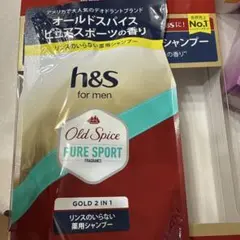 アメリカで大人気のデオドラントブランド
オールドスパイス
ピュアスポーツの香り
リンスのいらない薬用シャンプー
h&s
for men
Old Spice
PURE SPORT
FRAGRANCE
GOLD 2 IN 1
リンスのいらない
薬用シャンプー
No.1
シャンプー
の香り